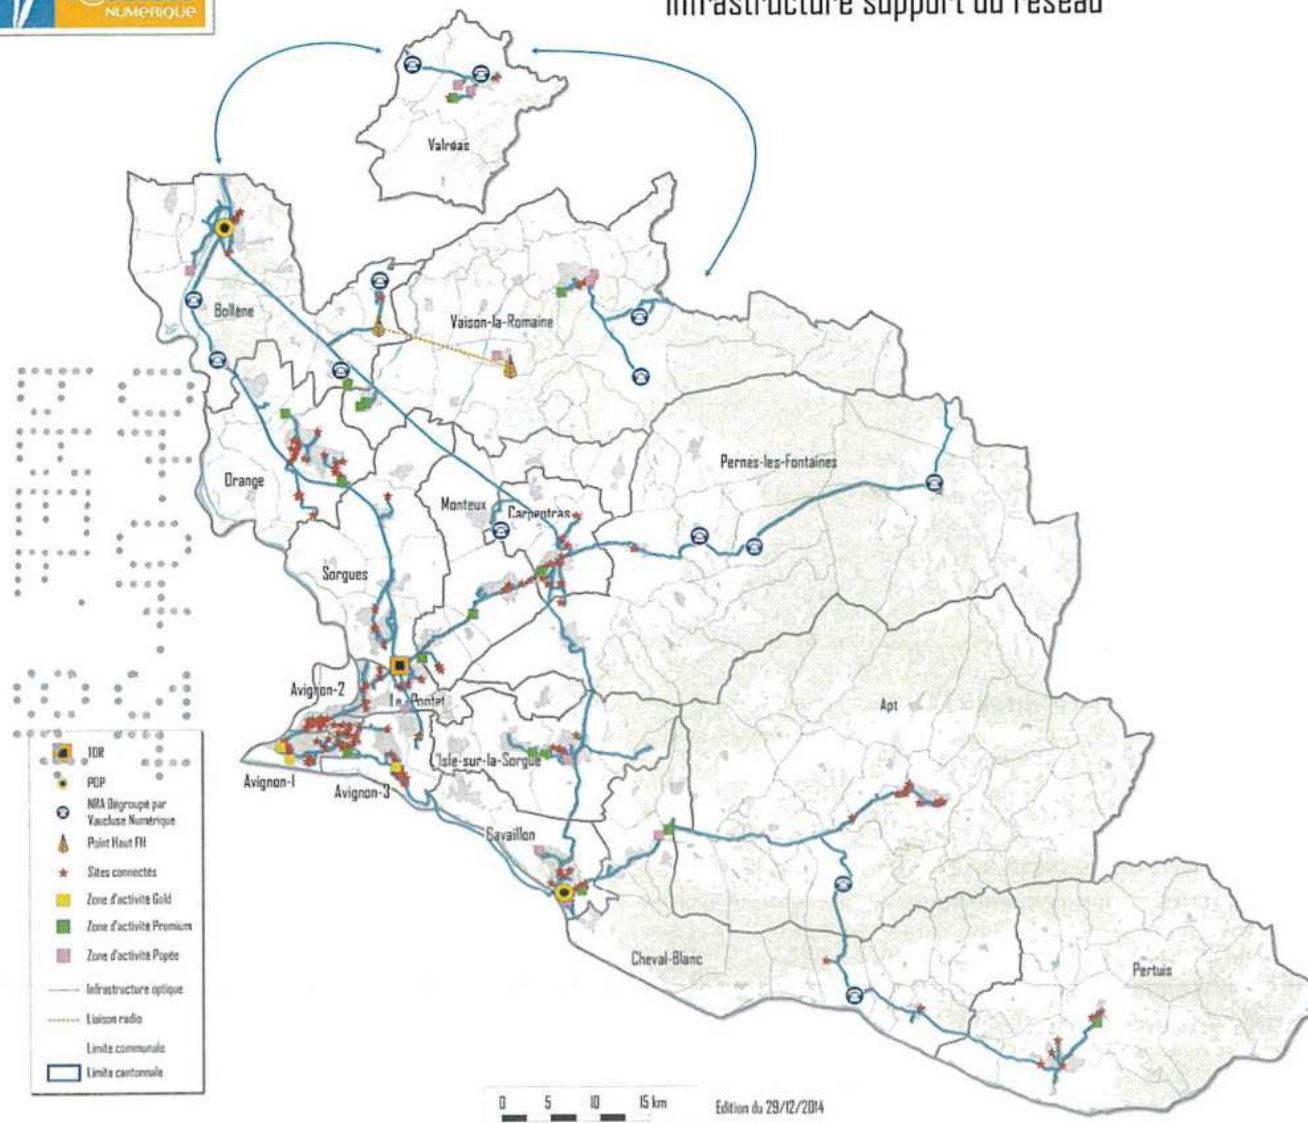 NUMERIQUE
Infrastructure support du réseau
Valréas
Bollène
Vaison-la-Romaine
Orange
Monteux
Carpentras
Pernes-les-Fontaines
Sorgues
Avignon-2
Le Pontet
Apt
Avignon-1
Avignon-3
Isle-sur-la-Sorgue
Cavaillon
Cheval-Blanc
Pertuis
TDR
POP
NRA Dégroupé par
Vaucluse Numérique
Point Haut FH
Sites connectés
Zone d'activité Gold
Zone d'activité Premium
Zone d'activité Popée
Infrastructure optique
Liaison radio
Limite communale
Limite cantonnale
0 5 10 15 km
Edition du 29/12/2014